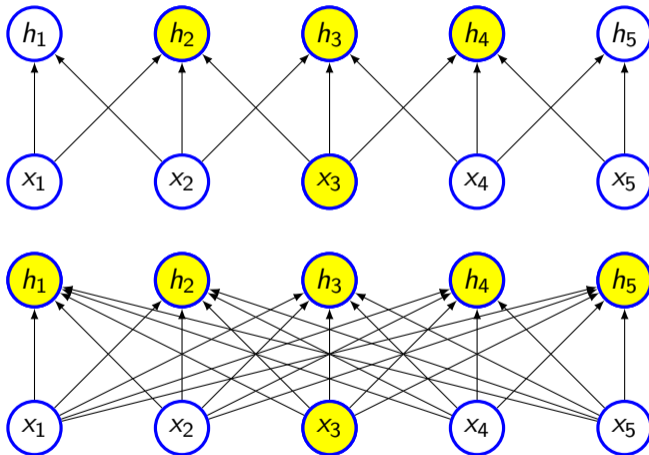 h₁ h₂ h₃ h₄ h₅
x₁ x₂ x₃ x₄ x₅
h₁ h₂ h₃ h₄ h₅
x₁ x₂ x₃ x₄ x₅